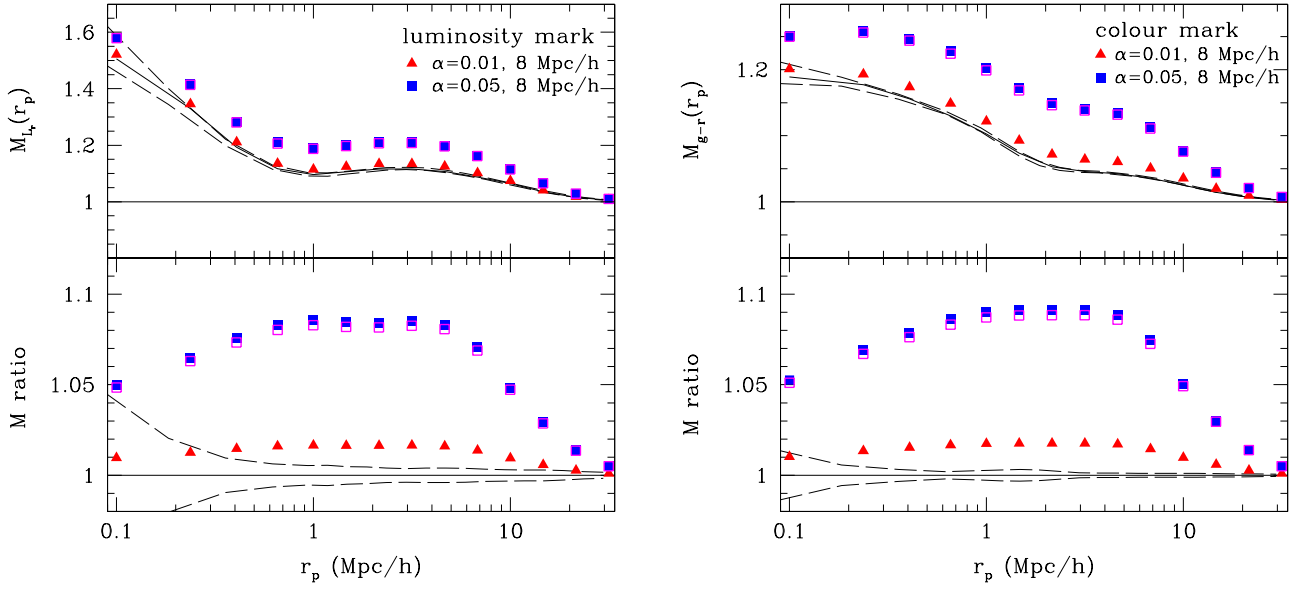 luminosity mark
α=0.01, 8 Mpc/h
α=0.05, 8 Mpc/h
M_{L_r}(r_p)
1.6
1.4
1.2
1
M ratio
1.1
1.05
1
0.1
1
10
r_p (Mpc/h)
colour mark
α=0.01, 8 Mpc/h
α=0.05, 8 Mpc/h
M_{g-r}(r_p)
1.2
1
M ratio
1.1
1.05
1
0.1
1
10
r_p (Mpc/h)